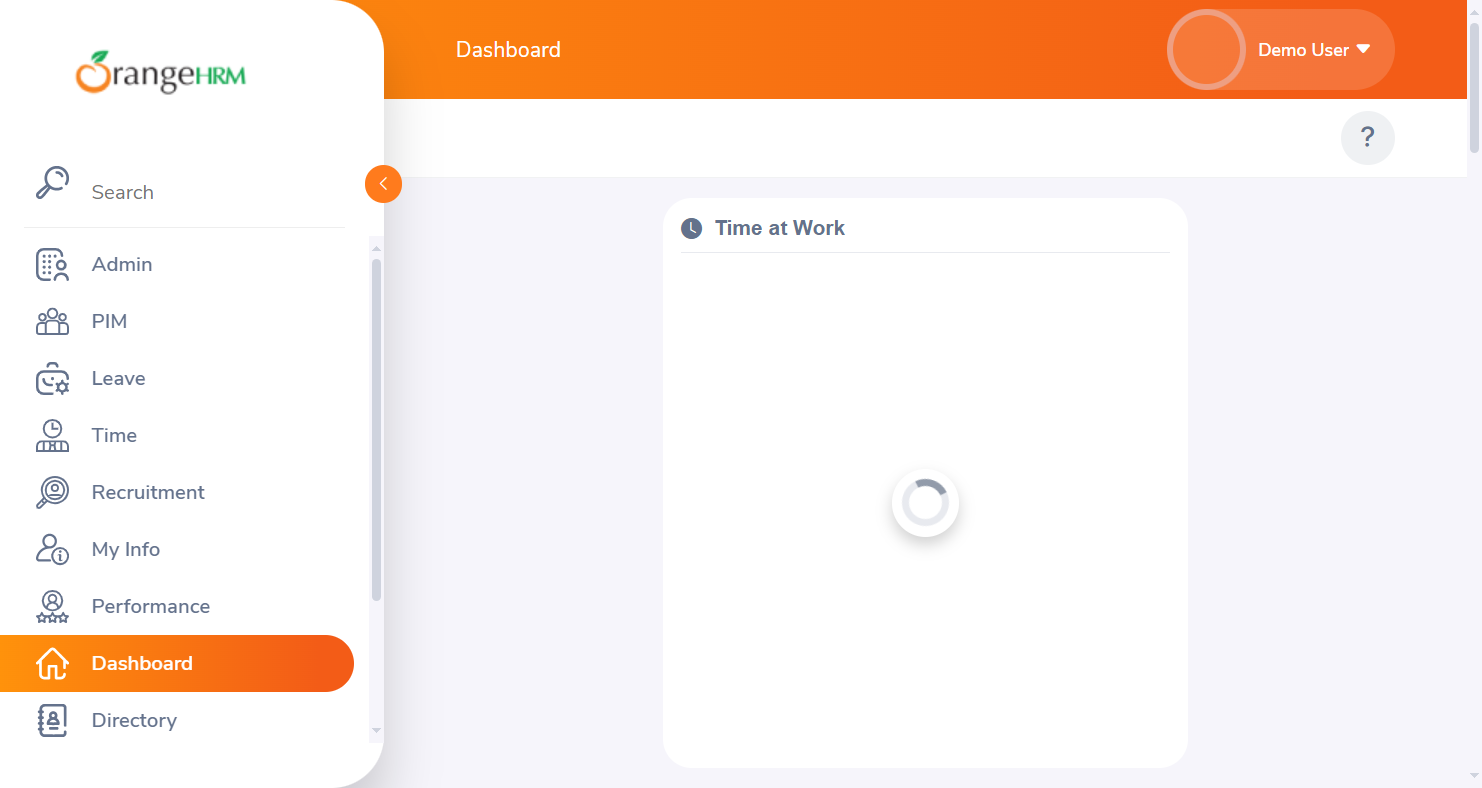 OrangeHRM
Dashboard
Demo User
?
Search
Admin
PIM
Leave
Time
Recruitment
My Info
Performance
Dashboard
Directory
Time at Work